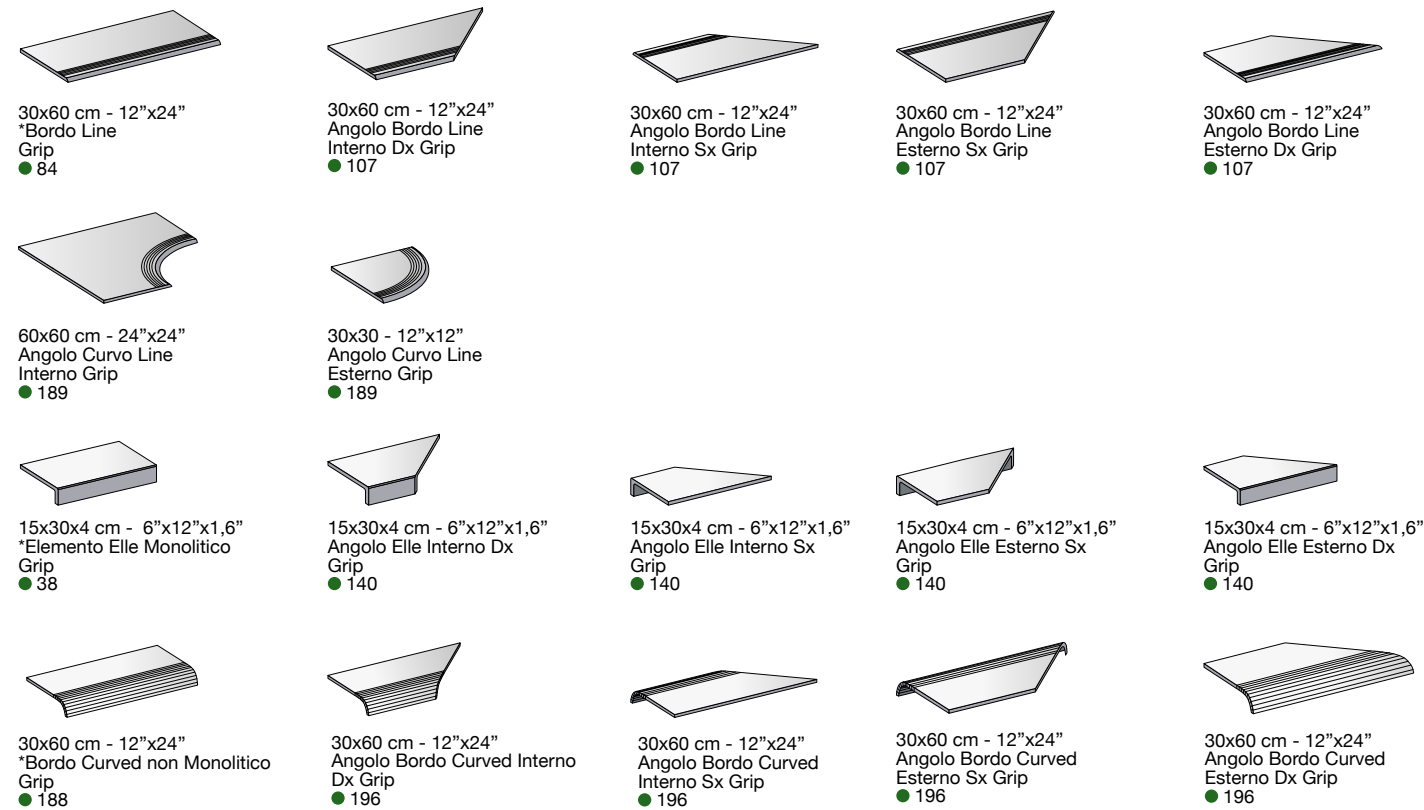 30x60 cm - 12”x24”
*Bordo Line
Grip
84
30x60 cm - 12”x24”
Angolo Bordo Line
Interno Dx Grip
107
30x60 cm - 12”x24”
Angolo Bordo Line
Interno Sx Grip
107
30x60 cm - 12”x24”
Angolo Bordo Line
Esterno Sx Grip
107
30x60 cm - 12”x24”
Angolo Bordo Line
Esterno Dx Grip
107
60x60 cm - 24”x24”
Angolo Curvo Line
Interno Grip
189
30x30 - 12”x12”
Angolo Curvo Line
Esterno Grip
189
15x30x4 cm - 6”x12”x1,6”
*Elemento Elle Monolitico
Grip
38
15x30x4 cm - 6”x12”x1,6”
Angolo Elle Interno Dx
Grip
140
15x30x4 cm - 6”x12”x1,6”
Angolo Elle Interno Sx
Grip
140
15x30x4 cm - 6”x12”x1,6”
Angolo Elle Esterno Sx
Grip
140
15x30x4 cm - 6”x12”x1,6”
Angolo Elle Esterno Dx
Grip
140
30x60 cm - 12”x24”
*Bordo Curved non Monolitico
Grip
188
30x60 cm - 12”x24”
Angolo Bordo Curved Interno
Dx Grip
196
30x60 cm - 12”x24”
Angolo Bordo Curved
Interno Sx Grip
196
30x60 cm - 12”x24”
Angolo Bordo Curved
Esterno Sx Grip
196
30x60 cm - 12”x24”
Angolo Bordo Curved
Esterno Dx Grip
196